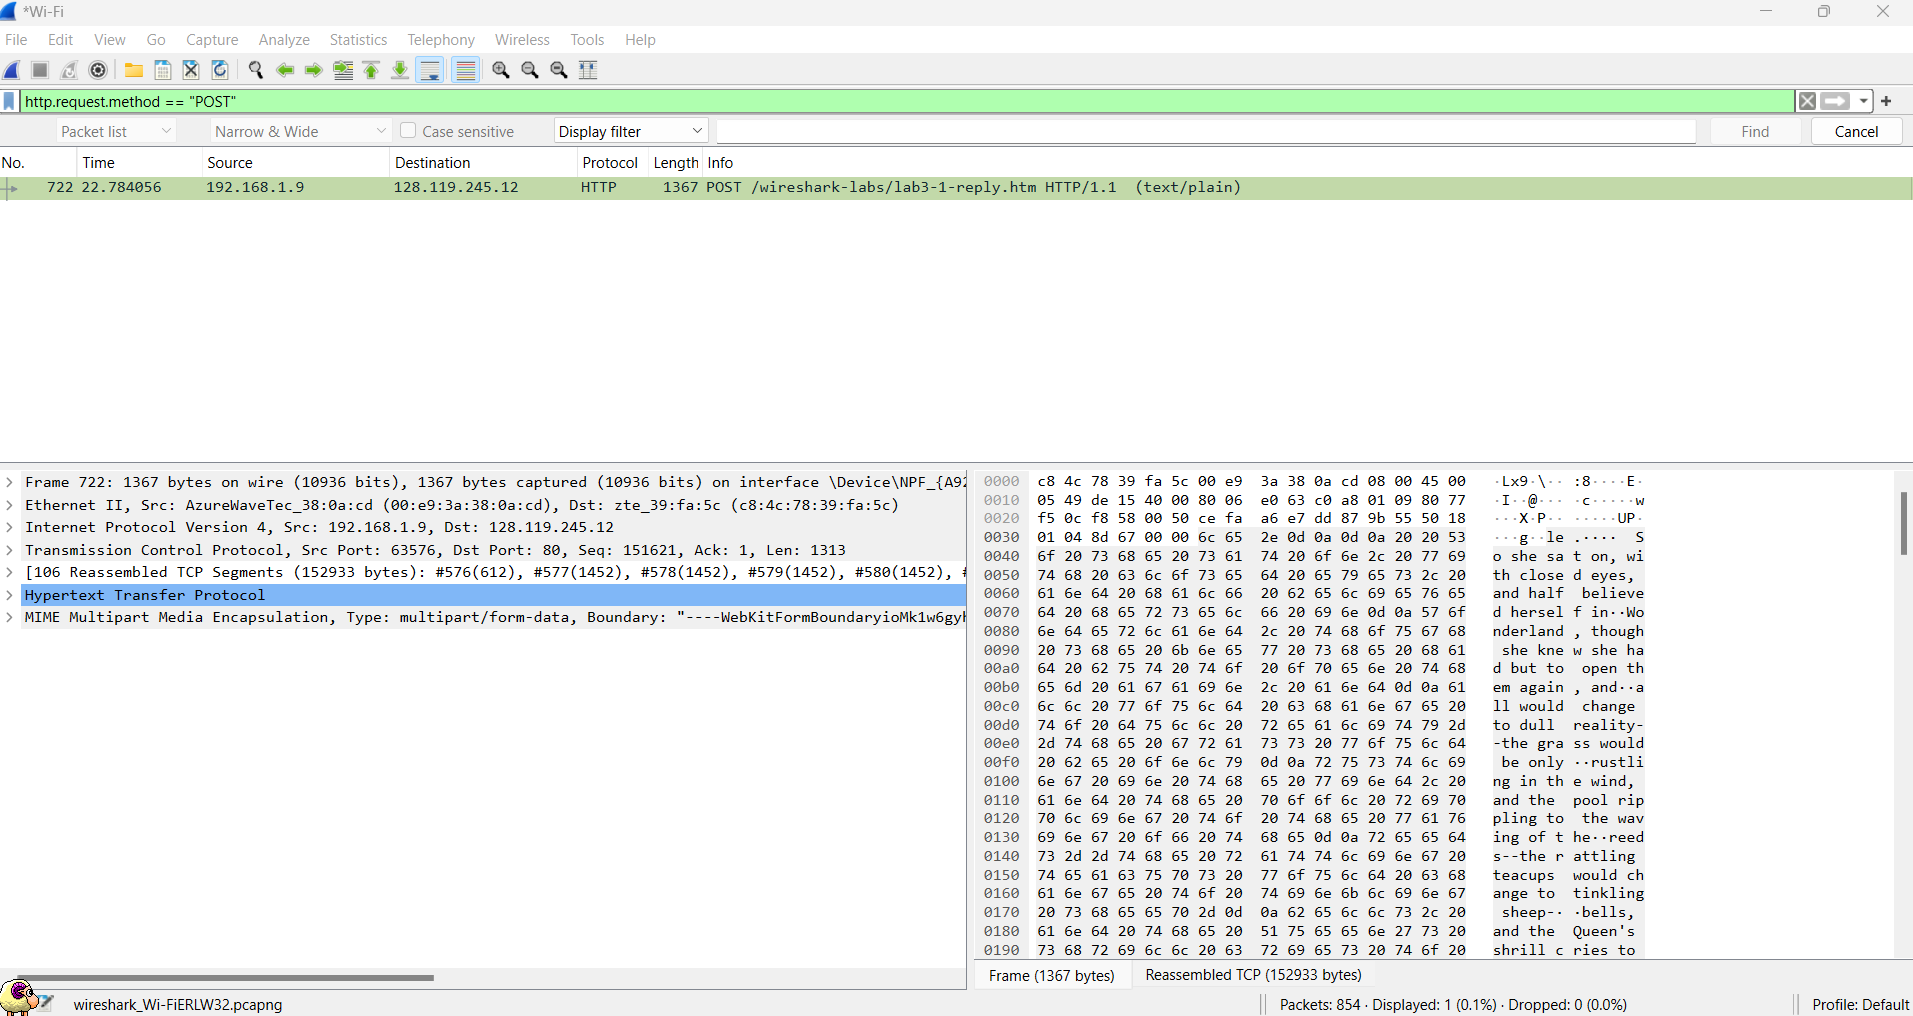 *Wi-Fi
File Edit View Go Capture Analyze Statistics Telephony Wireless Tools Help
http.request.method == "POST"
Packet list Narrow & Wide Case sensitive Display filter Find Cancel
No. Time Source Destination Protocol Length Info
722 22.784056 192.168.1.9 128.119.245.12 HTTP 1367 POST /wireshark-labs/lab3-1-reply.htm HTTP/1.1 (text/plain)
Frame 722: 1367 bytes on wire (10936 bits), 1367 bytes captured (10936 bits) on interface \Device\NPF_{A92
Ethernet II, Src: AzureWaveTec_38:0a:cd (00:e9:3a:38:0a:cd), Dst: zte_39:fa:5c (c8:4c:78:39:fa:5c)
Internet Protocol Version 4, Src: 192.168.1.9, Dst: 128.119.245.12
Transmission Control Protocol, Src Port: 63576, Dst Port: 80, Seq: 151621, Ack: 1, Len: 1313
[106 Reassembled TCP Segments (152933 bytes): #576(612), #577(1452), #578(1452), #579(1452), #580(1452), #
Hypertext Transfer Protocol
MIME Multipart Media Encapsulation, Type: multipart/form-data, Boundary: "----WebKitFormBoundaryioMk1w6gy
0000 c8 4c 78 39 fa 5c 00 e9 3a 38 0a cd 08 00 45 00 ·Lx9·\·· :8····E·
0010 05 49 de 15 40 00 80 06 e0 63 c0 a8 01 09 80 77 ·I··@··· ·c·····w
0020 f5 0c f8 58 00 50 ce fa a6 e7 dd 87 9b 55 50 18 ···X·P·· ·····UP·
0030 01 04 8d 67 00 00 6c 65 2e 0d 0a 0d 0a 20 20 53 ···g··le .····  S
0040 6f 20 73 68 65 20 73 61 74 20 6f 6e 2c 20 77 69 o she sa t on, wi
0050 74 68 20 63 6c 6f 73 65 64 20 65 79 65 73 2c 20 th close d eyes,
0060 61 6e 64 20 68 61 6c 66 20 62 65 6c 69 65 76 65 and half believe
0070 64 20 68 65 72 73 65 6c 66 20 69 6e 0d 0a 57 6f d hersel f in··Wo
0080 6e 64 65 72 6c 61 6e 64 2c 20 74 68 6f 75 67 68 nderland , though
0090 20 73 68 65 20 6b 6e 65 77 20 73 68 65 20 68 61 she kne w she ha
00a0 64 20 62 75 74 20 74 6f 20 6f 70 65 6e 20 74 68 d but to open th
00b0 65 6d 20 61 67 61 69 6e 2c 20 61 6e 64 0d 0a 61 em again , and··a
00c0 6c 6c 20 77 6f 75 6c 64 20 63 68 61 6e 67 65 20 ll would change
00d0 74 6f 20 64 75 6c 6c 20 72 65 61 6c 69 74 79 2d to dull reality-
00e0 2d 74 68 65 20 67 72 61 73 73 20 77 6f 75 6c 64 -the gra ss would
00f0 20 62 65 20 6f 6e 6c 79 0d 0a 72 75 73 74 6c 69 be only ··rustli
0100 6e 67 20 69 6e 20 74 68 65 20 77 69 6e 64 2c 20 ng in th e wind,
0110 61 6e 64 20 74 68 65 20 70 6f 6f 6c 20 72 69 70 and the pool rip
0120 70 6c 69 6e 67 20 74 6f 20 74 68 65 20 77 61 76 pling to the wav
0130 69 6e 67 20 6f 66 20 74 68 65 0d 0a 72 65 65 64 ing of t he··reed
0140 73 2d 2d 74 68 65 20 72 61 74 74 6c 69 6e 67 20 s--the r attling
0150 74 65 61 63 75 70 73 20 77 6f 75 6c 64 20 63 68 teacups would ch
0160 61 6e 67 65 20 74 6f 20 74 69 6e 6b 6c 69 6e 67 ange to tinkling
0170 20 73 68 65 65 70 2d 0d 0a 62 65 6c 6c 73 2c 20 sheep-· ·bells,
0180 61 6e 64 20 74 68 65 20 51 75 65 65 6e 27 73 20 and the Queen's
0190 73 68 72 69 6c 6c 20 63 72 69 65 73 20 74 6f 20 shrill c ries to
Frame (1367 bytes) Reassembled TCP (152933 bytes)
wireshark_Wi-FiERLW32.pcapng Packets: 854 · Displayed: 1 (0.1%) · Dropped: 0 (0.0%) Profile: Default